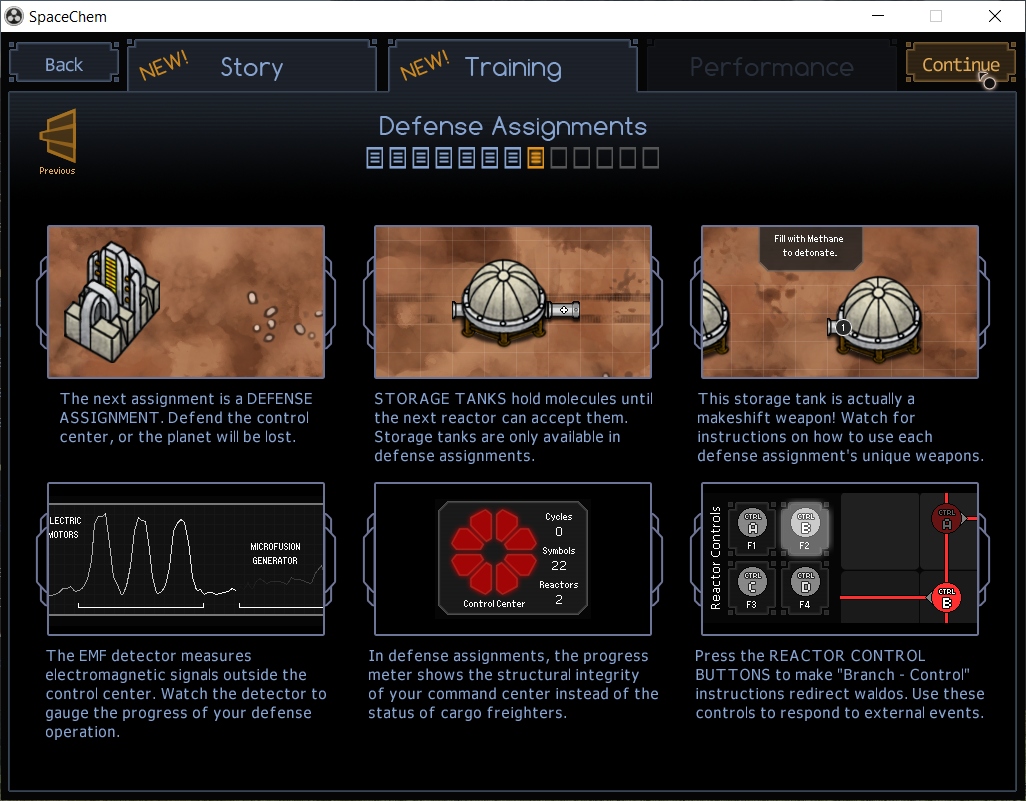 SpaceChem
Back
NEW!
Story
NEW!
Training
Performance
Continue
Previous
Defense Assignments
Fill with Methane
to detonate.
1
The next assignment is a DEFENSE
ASSIGNMENT. Defend the control
center, or the planet will be lost.
STORAGE TANKS hold molecules until
the next reactor can accept them.
Storage tanks are only available in
defense assignments.
This storage tank is actually a
makeshift weapon! Watch for
instructions on how to use each
defense assignment's unique weapons.
LECTRIC
MOTORS
MICROFUSION
GENERATOR
Cycles
0
Symbols
22
Reactors
2
Control Center
Reactor Controls
CTRL
A
F1
CTRL
B
F2
CTRL
C
F3
CTRL
D
F4
CTRL
A
CTRL
B
The EMF detector measures
electromagnetic signals outside the
control center. Watch the detector to
gauge the progress of your defense
operation.
In defense assignments, the progress
meter shows the structural integrity
of your command center instead of the
status of cargo freighters.
Press the REACTOR CONTROL
BUTTONS to make "Branch - Control"
instructions redirect waldos. Use these
controls to respond to external events.